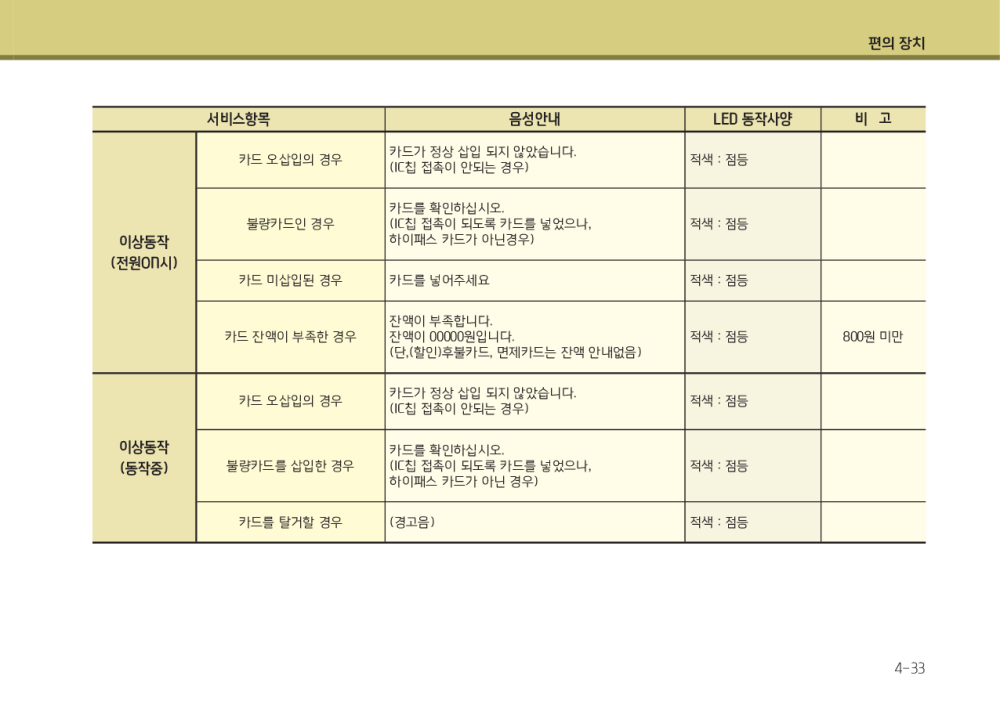 편의 장치
서비스항목 음성안내 LED 동작사양 비 고
이상동작
(전원ON시)
카드 오삽입의 경우
카드가 정상 삽입 되지 않았습니다.
(IC칩 접촉이 안되는 경우)
적색 : 점등
불량카드인 경우
카드를 확인하십시오.
(IC칩 접촉이 되도록 카드를 넣었으나,
하이패스 카드가 아닌경우)
적색 : 점등
카드 미삽입된 경우
카드를 넣어주세요
적색 : 점등
카드 잔액이 부족한 경우
잔액이 부족합니다.
잔액이 00000원입니다.
(단,(할인)후불카드, 면제카드는 잔액 안내없음)
적색 : 점등
800원 미만
이상동작
(동작중)
카드 오삽입의 경우
카드가 정상 삽입 되지 않았습니다.
(IC칩 접촉이 안되는 경우)
적색 : 점등
불량카드를 삽입한 경우
카드를 확인하십시오.
(IC칩 접촉이 되도록 카드를 넣었으나,
하이패스 카드가 아닌 경우)
적색 : 점등
카드를 탈거할 경우
(경고음)
적색 : 점등
4-33